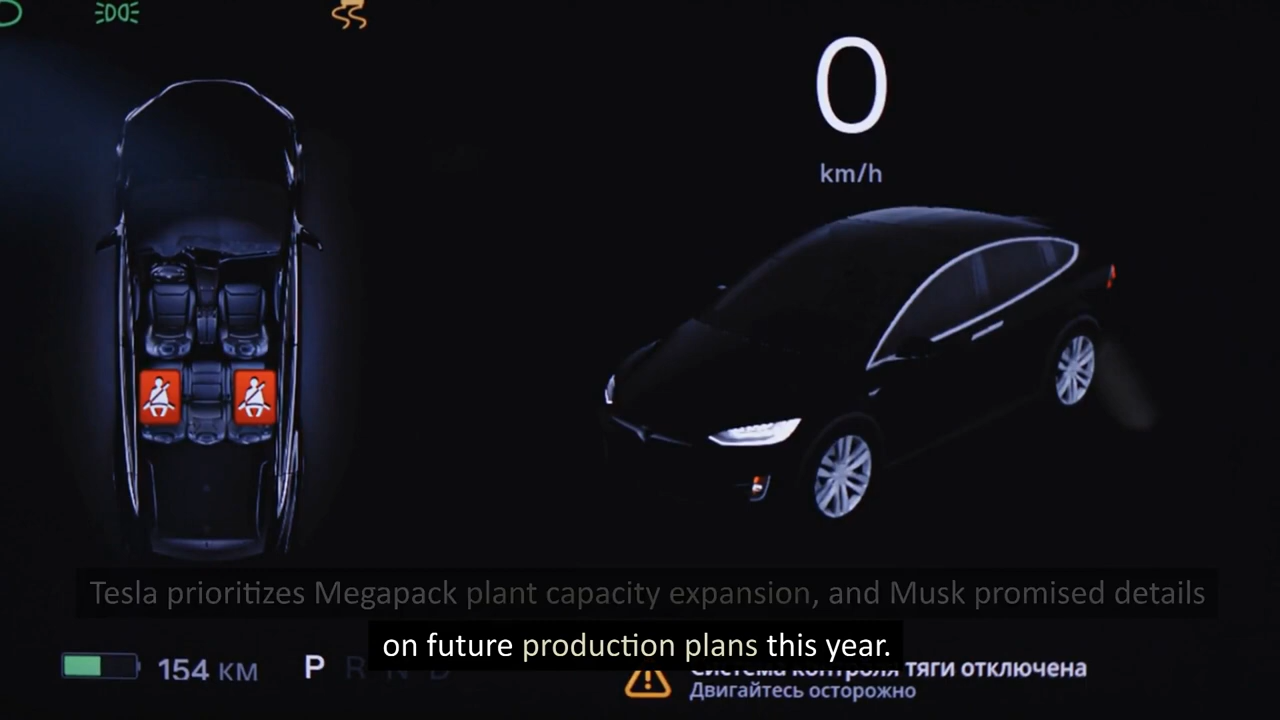 0
km/h
Tesla prioritizes Megapack plant capacity expansion, and Musk promised details
on future production plans this year.
154 км
P R N D
Система контроля тяги отключена
Двигайтесь осторожно